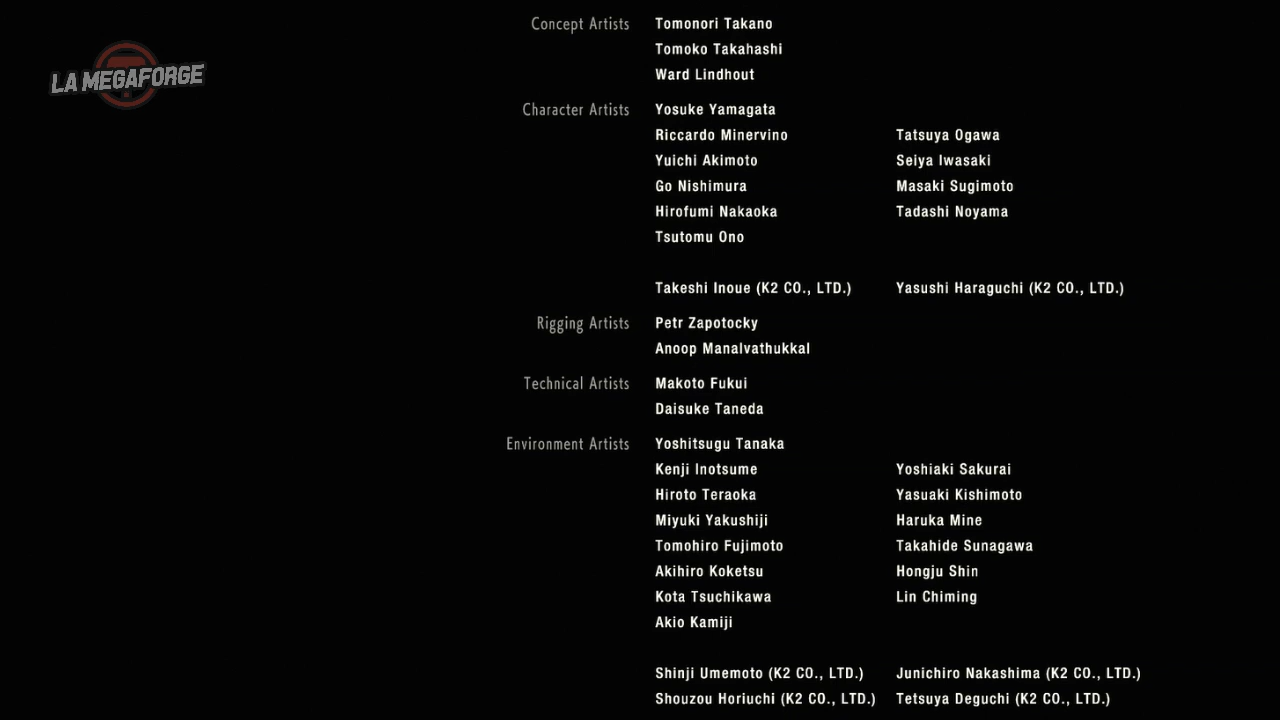 LA MEGAFORGE
Concept Artists Tomonori Takano
Tomoko Takahashi
Ward Lindhout
Character Artists Yosuke Yamagata
Riccardo Minervino Tatsuya Ogawa
Yuichi Akimoto Seiya Iwasaki
Go Nishimura Masaki Sugimoto
Hirofumi Nakaoka Tadashi Noyama
Tsutomu Ono
Takeshi Inoue (K2 CO., LTD.) Yasushi Haraguchi (K2 CO., LTD.)
Rigging Artists Petr Zapotocky
Anoop Manalvathukkal
Technical Artists Makoto Fukui
Daisuke Taneda
Environment Artists Yoshitsugu Tanaka
Kenji Inotsume Yoshiaki Sakurai
Hiroto Teraoka Yasuaki Kishimoto
Miyuki Yakushiji Haruka Mine
Tomohiro Fujimoto Takahide Sunagawa
Akihiro Koketsu Hongju Shin
Kota Tsuchikawa Lin Chiming
Akio Kamiji
Shinji Umemoto (K2 CO., LTD.) Junichiro Nakashima (K2 CO., LTD.)
Shouzou Horiuchi (K2 CO., LTD.) Tetsuya Deguchi (K2 CO., LTD.)